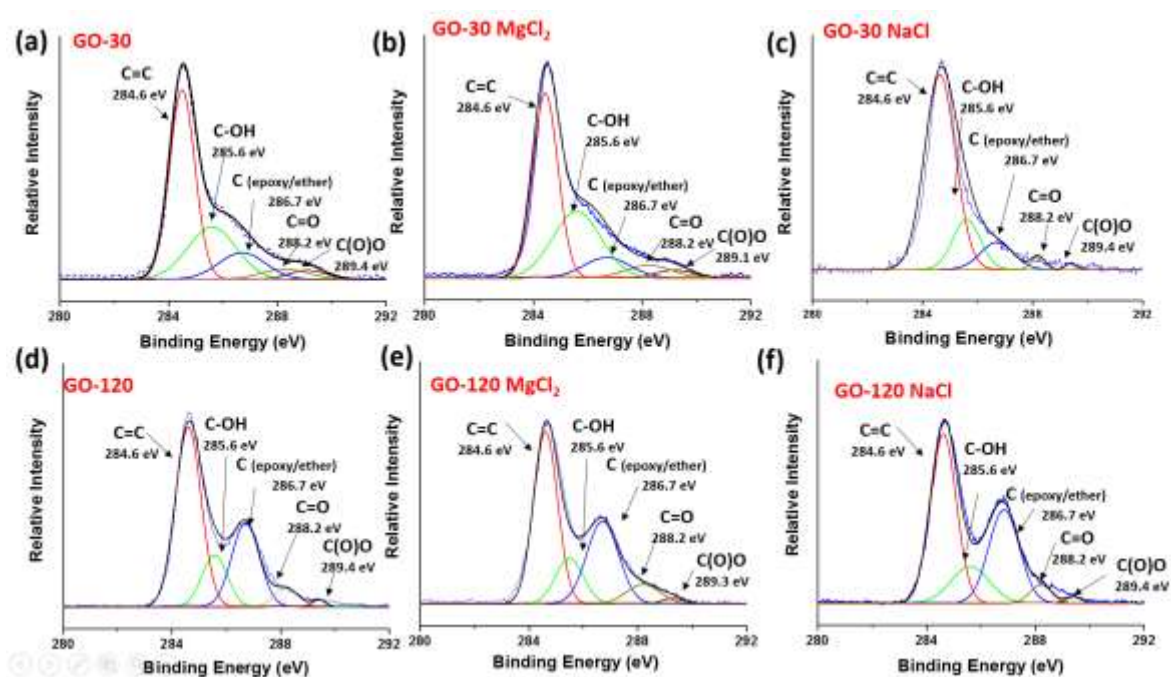 (a)
GO-30
C=C
284.6 eV
C-OH
285.6 eV
C (epoxy/ether)
286.7 eV
C=O
288.2 eV
C(O)O
289.4 eV
Relative Intensity
280 284 288 292
Binding Energy (eV)
(b)
GO-30 MgCl₂
C=C
284.6 eV
C-OH
285.6 eV
C (epoxy/ether)
286.7 eV
C=O
288.2 eV
C(O)O
289.1 eV
Relative Intensity
280 284 288 292
Binding Energy (eV)
(c)
GO-30 NaCl
C=C
284.6 eV
C-OH
285.6 eV
C (epoxy/ether)
286.7 eV
C=O
288.2 eV
C(O)O
289.4 eV
Relative Intensity
280 284 288 292
Binding Energy (eV)
(d)
GO-120
C=C
284.6 eV
C-OH
285.6 eV
C (epoxy/ether)
286.7 eV
C=O
288.2 eV
C(O)O
289.4 eV
Relative Intensity
280 284 288 292
Binding Energy (eV)
(e)
GO-120 MgCl₂
C=C
284.6 eV
C-OH
285.6 eV
C (epoxy/ether)
286.7 eV
C=O
288.2 eV
C(O)O
289.3 eV
Relative Intensity
280 284 288 292
Binding Energy (eV)
(f)
GO-120 NaCl
C=C
284.6 eV
C-OH
285.6 eV
C (epoxy/ether)
286.7 eV
C=O
288.2 eV
C(O)O
289.4 eV
Relative Intensity
280 284 288 292
Binding Energy (eV)